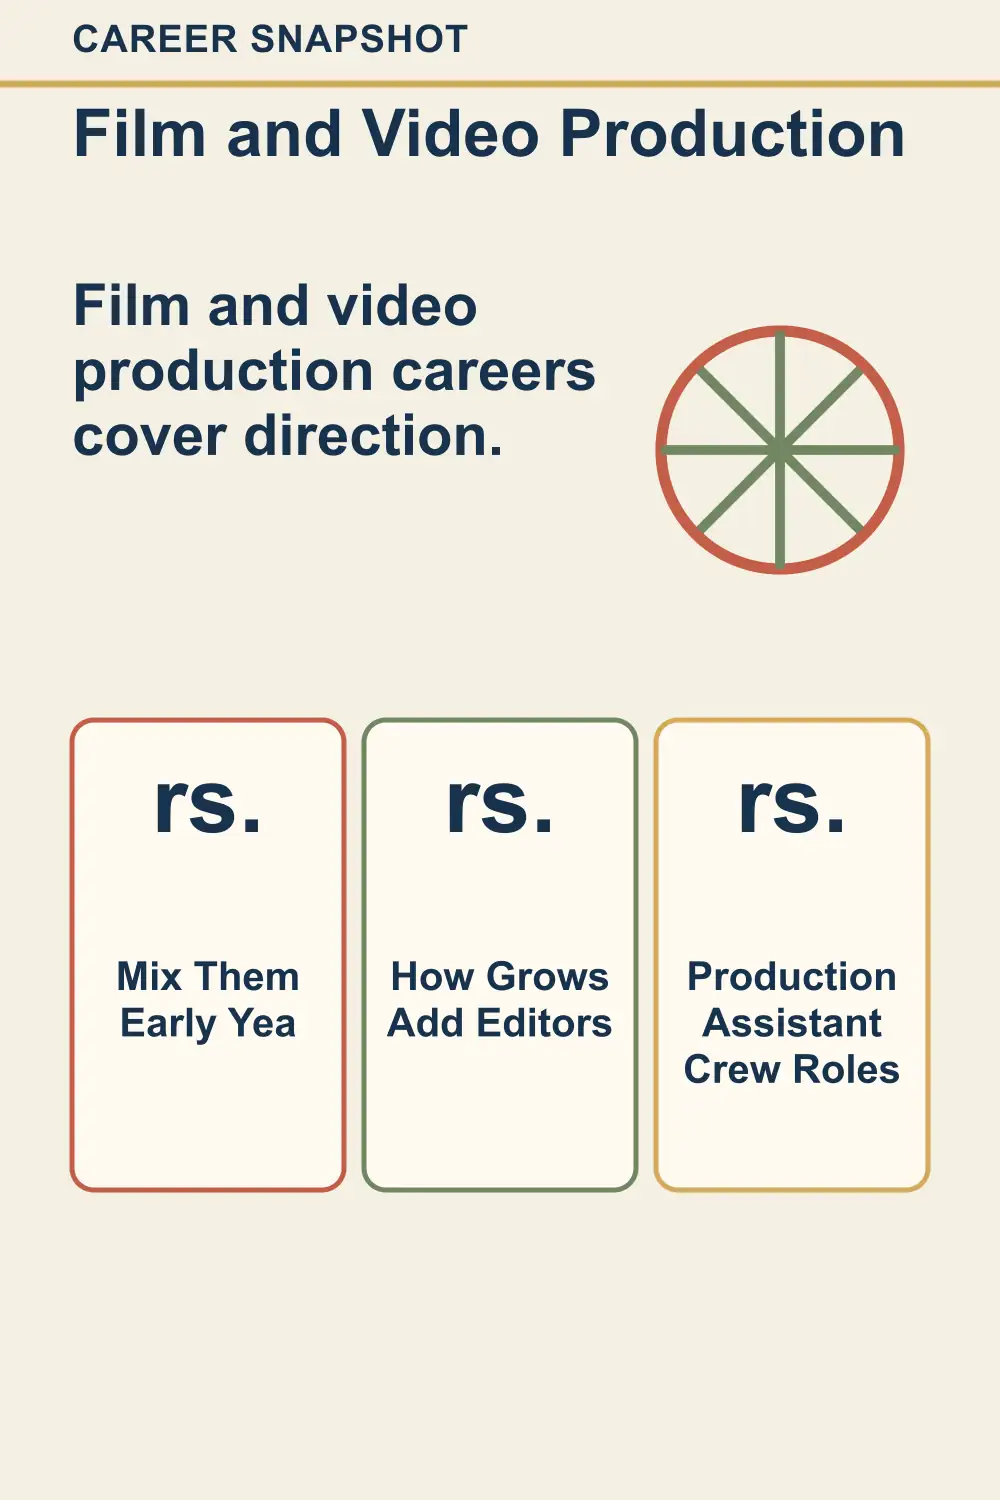 CAREER SNAPSHOT
Film and Video Production
Film and video
production careers
cover direction.
rs.
Mix Them
Early Yea
rs.
How Grows
Add Editors
rs.
Production
Assistant
Crew Roles